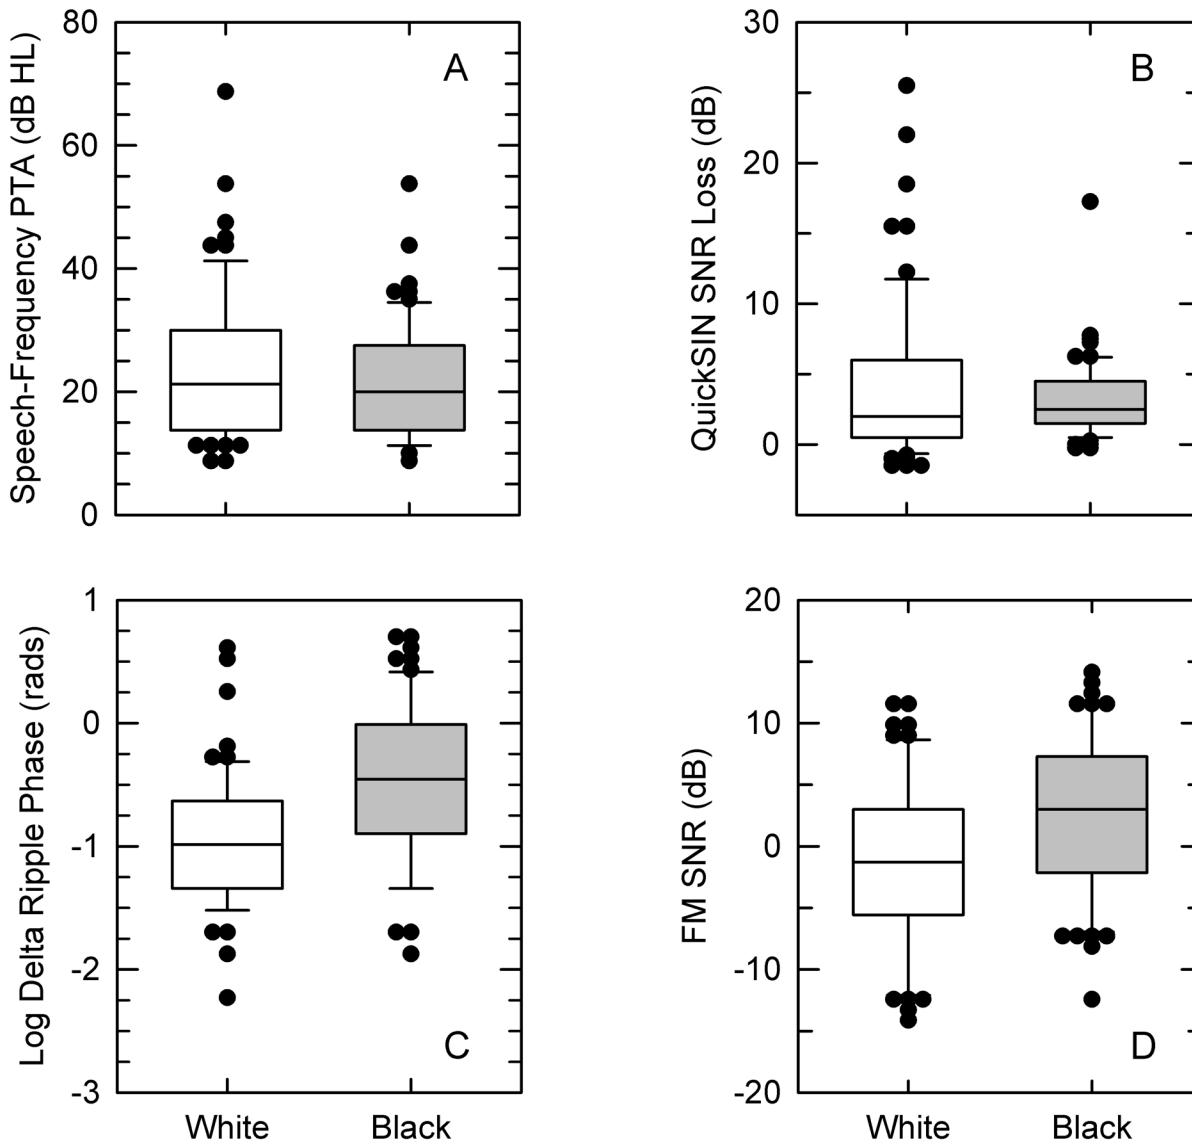 A
Speech-Frequency PTA (dB HL)
80
60
40
20
0
B
QuickSIN SNR Loss (dB)
30
20
10
0
C
Log Delta Ripple Phase (rads)
1
0
-1
-2
-3
White
Black
D
FM SNR (dB)
20
10
0
-10
-20
White
Black